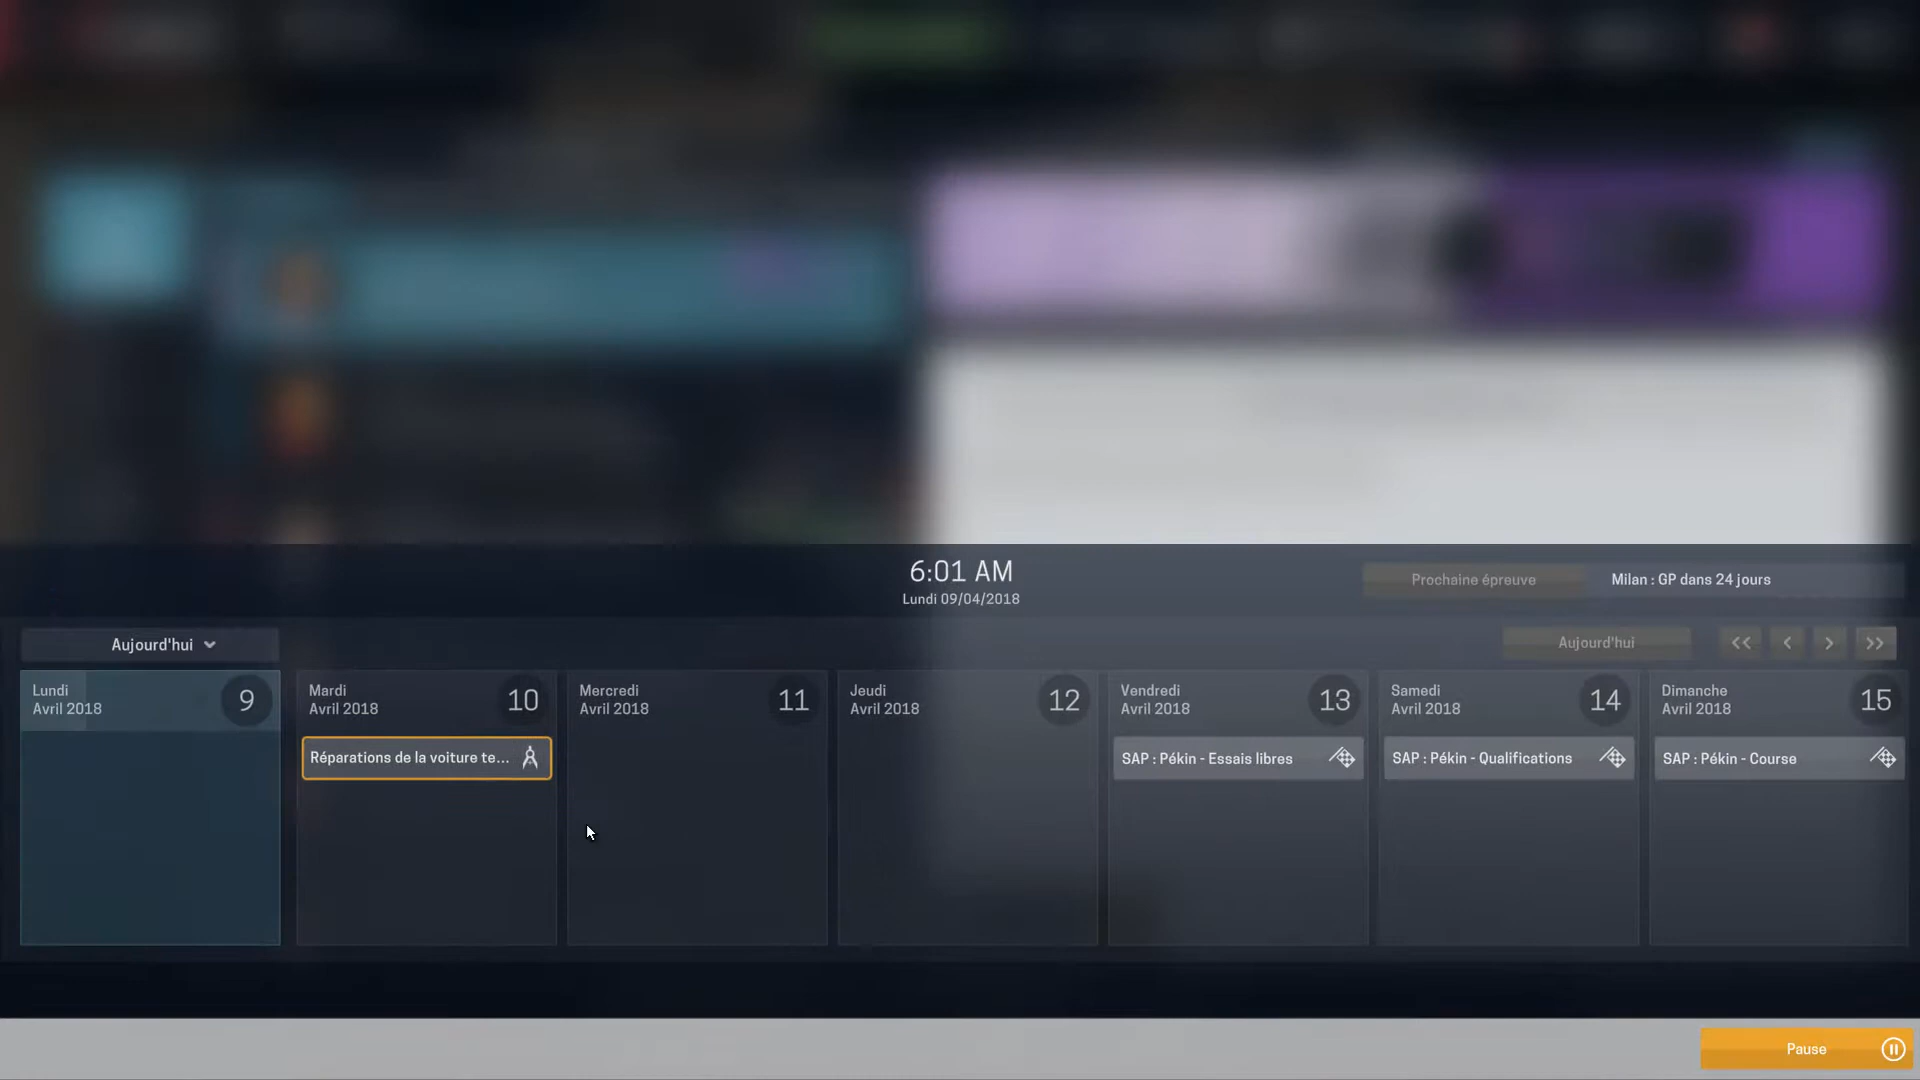 6:01 AM
Lundi 09/04/2018
Prochaine épreuve
Milan : GP dans 24 jours
Aujourd'hui
Aujourd'hui
<<
<
>
>>
Lundi
Avril 2018
9
Mardi
Avril 2018
10
Mercredi
Avril 2018
11
Jeudi
Avril 2018
12
Vendredi
Avril 2018
13
Samedi
Avril 2018
14
Dimanche
Avril 2018
15
Réparations de la voiture te...
SAP : Pékin - Essais libres
SAP : Pékin - Qualifications
SAP : Pékin - Course
Pause